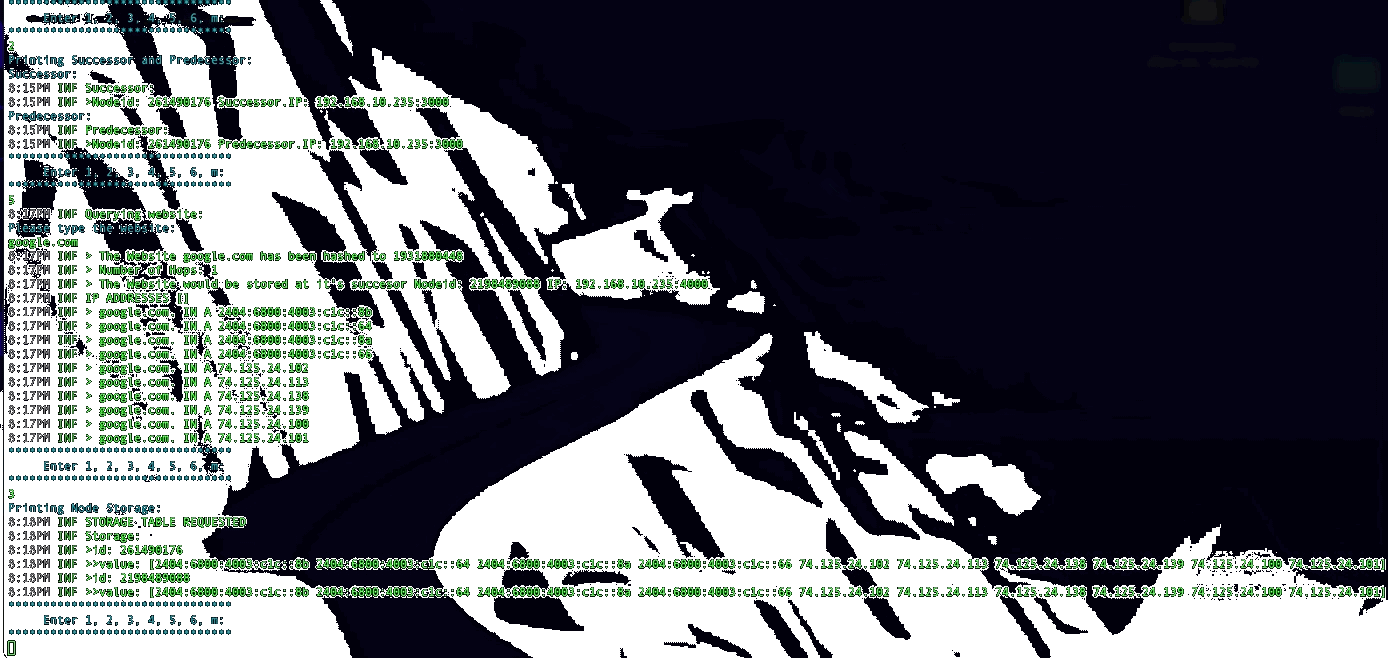 ******************************
Enter 1, 2, 3, 4, 5, 6, m:
******************************
2
Printing Successor and Predecessor:
Successor:
8:15PM INF Successor:
8:15PM INF >Nodeid: 261490176 Successor.IP: 192.168.10.235:3000
Predecessor:
8:15PM INF Predecessor:
8:15PM INF >Nodeid: 261490176 Predecessor.IP: 192.168.10.235:3000
******************************
Enter 1, 2, 3, 4, 5, 6, m:
******************************
5
8:17PM INF Querying website:
Please type the website:
google.com
8:17PM INF > The Website google.com has been hashed to 1931880448
8:17PM INF > Number of Hops: 1
8:17PM INF > The Website would be stored at it's succesor Nodeid: 2198489088 IP: 192.168.10.235:4000
8:17PM INF IP ADDRESSES []
8:17PM INF > google.com. IN A 2404:6800:4003:c1c::8b
8:17PM INF > google.com. IN A 2404:6800:4003:c1c::64
8:17PM INF > google.com. IN A 2404:6800:4003:c1c::8a
8:17PM INF > google.com. IN A 2404:6800:4003:c1c::66
8:17PM INF > google.com. IN A 74.125.24.102
8:17PM INF > google.com. IN A 74.125.24.113
8:17PM INF > google.com. IN A 74.125.24.138
8:17PM INF > google.com. IN A 74.125.24.139
8:17PM INF > google.com. IN A 74.125.24.100
8:17PM INF > google.com. IN A 74.125.24.101
******************************
Enter 1, 2, 3, 4, 5, 6, m:
******************************
3
Printing Node Storage:
8:18PM INF STORAGE TABLE REQUESTED
8:18PM INF Storage:
8:18PM INF >id: 261490176
8:18PM INF >>value: [2404:6800:4003:c1c::8b 2404:6800:4003:c1c::64 2404:6800:4003:c1c::8a 2404:6800:4003:c1c::66 74.125.24.102 74.125.24.113 74.125.24.138 74.125.24.139 74.125.24.100 74.125.24.101]
8:18PM INF >id: 2198489088
8:18PM INF >>value: [2404:6800:4003:c1c::8b 2404:6800:4003:c1c::64 2404:6800:4003:c1c::8a 2404:6800:4003:c1c::66 74.125.24.102 74.125.24.113 74.125.24.138 74.125.24.139 74.125.24.100 74.125.24.101]
******************************
Enter 1, 2, 3, 4, 5, 6, m:
******************************